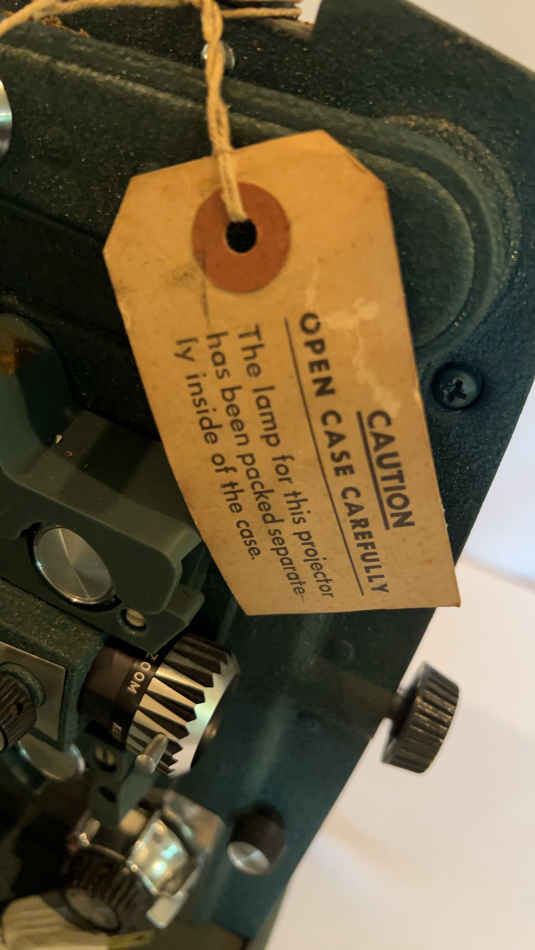 CAUTION
OPEN CASE CAREFULLY
The lamp for this projector
has been packed separate-
ly inside of the case.
ZOOM